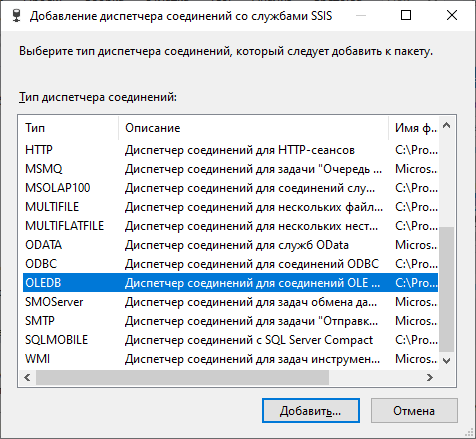 Добавление диспетчера соединений со службами SSIS
Выберите тип диспетчера соединений, который следует добавить к пакету.
Тип диспетчера соединений:
Тип Описание Имя ф...
HTTP Диспетчер соединений для HTTP-сеансов C:\Pro...
MSMQ Диспетчер соединений для задачи "Очередь ... Micros...
MSOLAP100 Диспетчер соединений для соединений слу... C:\Pro...
MULTIFILE Диспетчер соединений для нескольких файл... C:\Pro...
MULTIFLATFILE Диспетчер соединений для нескольких нест... C:\Pro...
ODATA Диспетчер соединений для служб OData Micros...
ODBC Диспетчер соединений для соединений ODBC C:\Pro...
OLEDB Диспетчер соединений для соединений OLE ... C:\Pro...
SMOServer Диспетчер соединений для задач обмена да... Micros...
SMTP Диспетчер соединений для задачи "Отправк... Micros...
SQLMOBILE Диспетчер соединений с SQL Server Compact C:\Pro...
WMI Диспетчер соединений для задач инструмен... Micros...
Добавить... Отмена